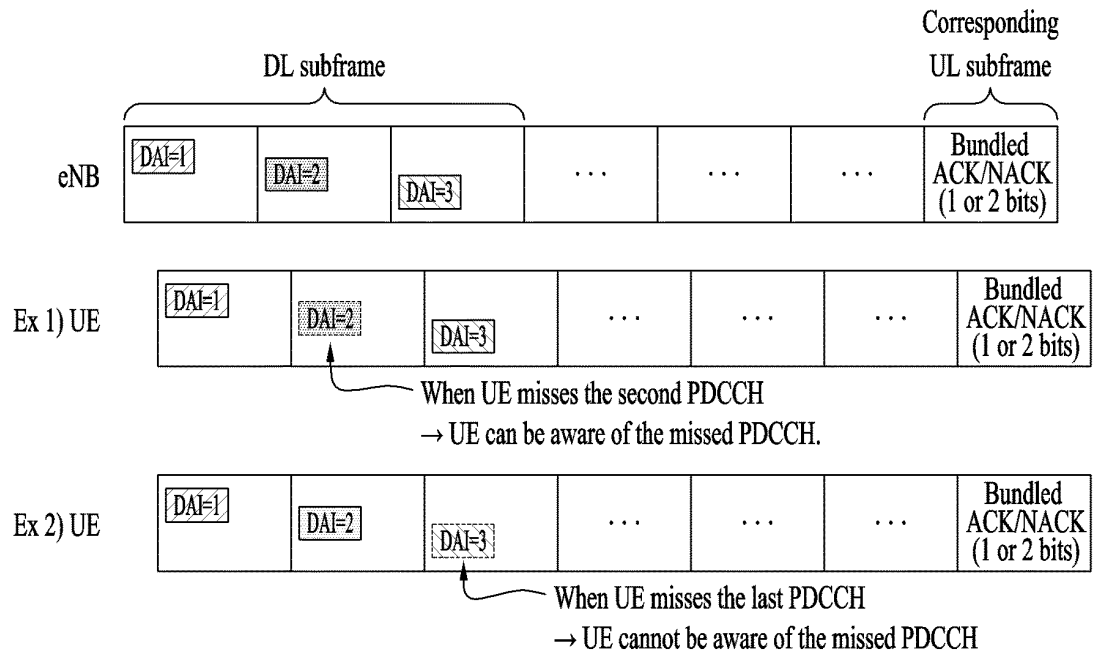 Corresponding
DL subframe
UL subframe
eNB
DAI=1
DAI=2
DAI=3
...
...
...
Bundled
ACK/NACK
(1 or 2 bits)
Ex 1) UE
DAI=1
DAI=2
DAI=3
...
...
...
Bundled
ACK/NACK
(1 or 2 bits)
When UE misses the second PDCCH
→ UE can be aware of the missed PDCCH.
Ex 2) UE
DAI=1
DAI=2
DAI=3
...
...
...
Bundled
ACK/NACK
(1 or 2 bits)
When UE misses the last PDCCH
→ UE cannot be aware of the missed PDCCH